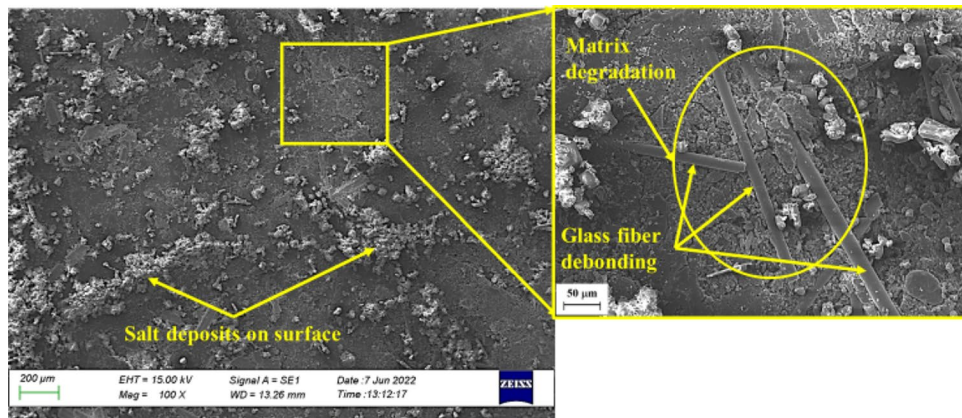 Matrix
degradation
Glass fiber
debonding
50 μm
Salt deposits on surface
200 μm
EHT = 15.00 kV
Signal A = SE1
Date :7 Jun 2022
Mag = 100 X
WD = 13.26 mm
Time :13:12:17
ZEISS